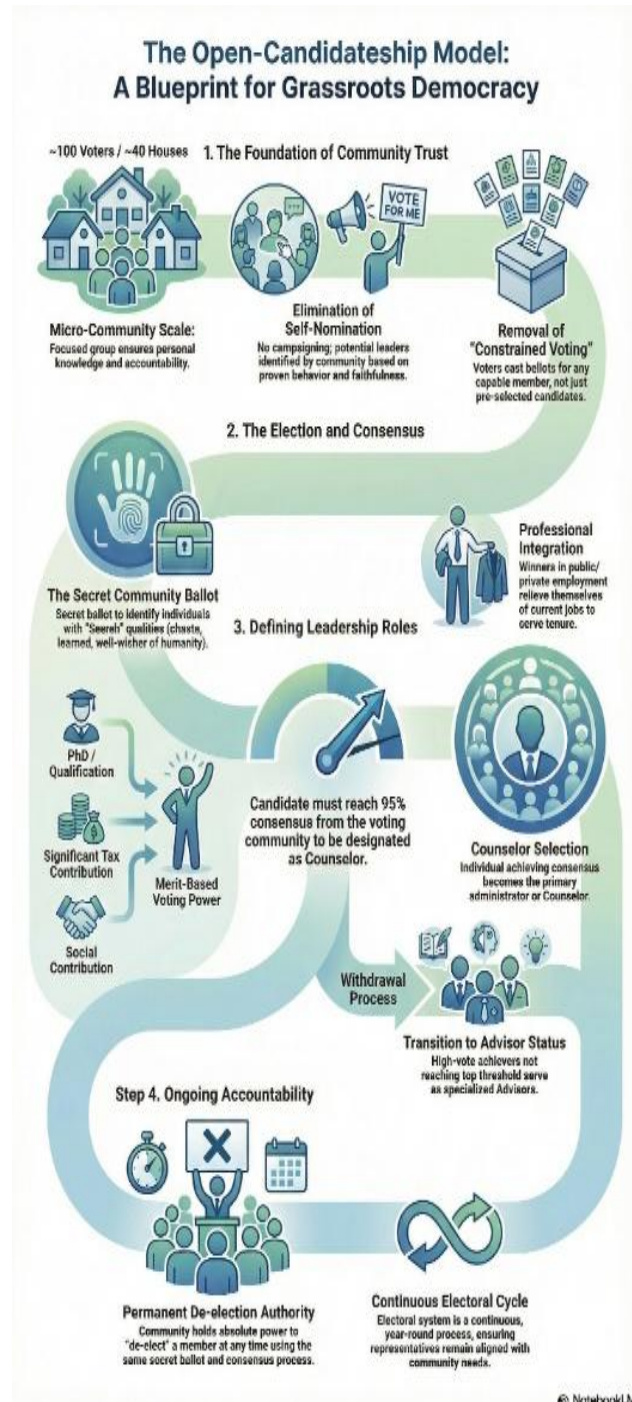 The Open-Candidateship Model:
A Blueprint for Grassroots Democracy
~100 Voters / ~40 Houses
1. The Foundation of Community Trust
VOTE
FOR ME
Micro-Community Scale:
Focused group ensures personal
knowledge and accountability.
Elimination of
Self-Nomination
No campaigning; potential leaders
identified by community based on
proven behavior and faithfulness.
Removal of
"Constrained Voting"
Voters cast ballots for any
capable member, not just
pre-selected candidates.
2. The Election and Consensus
The Secret Community Ballot
Secret ballot to identify individuals
with qualities (chaste,
learned, well-wisher of humanity).
Professional
Integration
Winners in public/
private employment
relieve themselves
of current jobs to
serve tenure.
3. Defining Leadership Roles
PhD /
Qualification
Significant Tax
Contribution
Social
Contribution
Merit-Based
Voting Power
Candidate must reach 95%
consensus from the voting
community to be designated
as Counselor.
Counselor Selection
Individual achieving consensus
becomes the primary
administrator or Counselor.
Withdrawal
Process
Transition to Advisor Status
High-vote achievers not
reaching top threshold serve
as specialized Advisors.
Step 4. Ongoing Accountability
Permanent De-election Authority
Community holds absolute power to
"de-elect" a member at any time using the
same secret ballot and consensus process.
Continuous Electoral Cycle
Electoral system is a continuous,
year-round process, ensuring
representatives remain aligned with
community needs.
NotebookLM